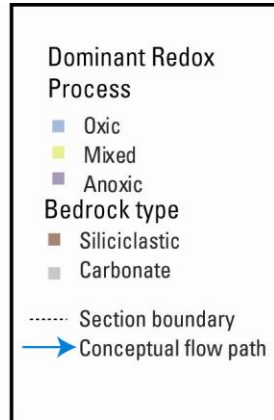 Dominant Redox
Process
Oxic
Mixed
Anoxic
Bedrock type
Siliciclastic
Carbonate
Section boundary
Conceptual flow path